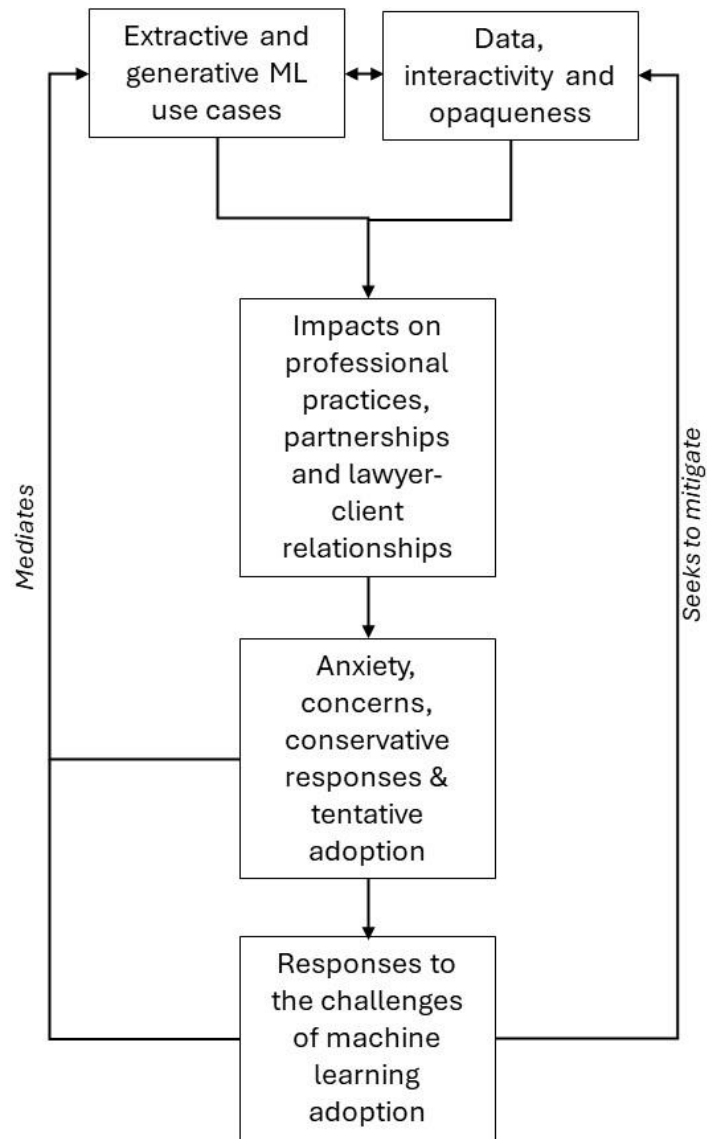 Extractive and
generative ML
use cases
Data,
interactivity and
opaqueness
Impacts on
professional
practices,
partnerships
and lawyer-
client
relationships
Mediates
Seeks to mitigate
Anxiety,
concerns,
conservative
responses &
tentative
adoption
Responses to
the challenges
of machine
learning
adoption